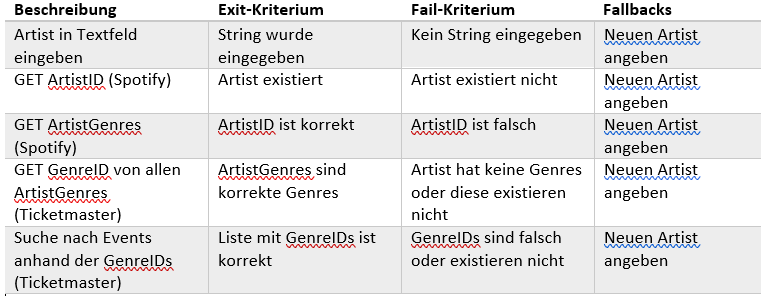 Beschreibung Exit-Kriterium Fail-Kriterium Fallbacks
Artist in Textfeld String wurde Kein String eingegeben Neuen Artist
eingeben eingegeben angeben
GET ArtistID (Spotify) Artist existiert Artist existiert nicht Neuen Artist
angeben
GET ArtistGenres ArtistID ist korrekt ArtistID ist falsch Neuen Artist
(Spotify) angeben
GET GenreID von allen ArtistGenres sind Artist hat keine Genres Neuen Artist
ArtistGenres korrekte Genres oder diese existieren angeben
(Ticketmaster) nicht
Suche nach Events Liste mit GenreIDs ist GenreIDs sind falsch Neuen Artist
anhand der GenreIDs korrekt oder existieren nicht angeben
(Ticketmaster)